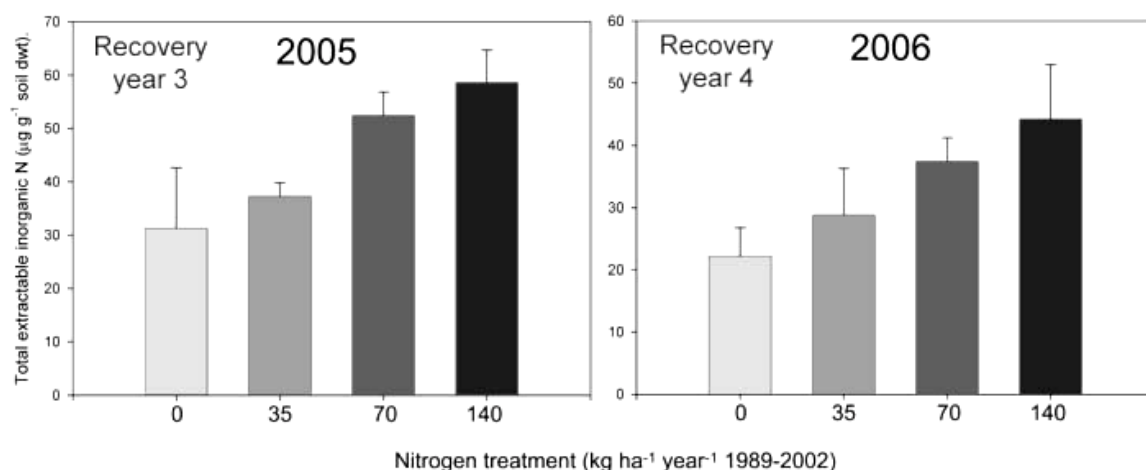 Total extractable inorganic N (µg g⁻¹ soil dwt).
70
60
50
40
30
20
10
0
Recovery
year 3
2005
0 35 70 140
60
50
40
30
20
10
0
Recovery
year 4
2006
0 35 70 140
Nitrogen treatment (kg ha⁻¹ year⁻¹ 1989-2002)